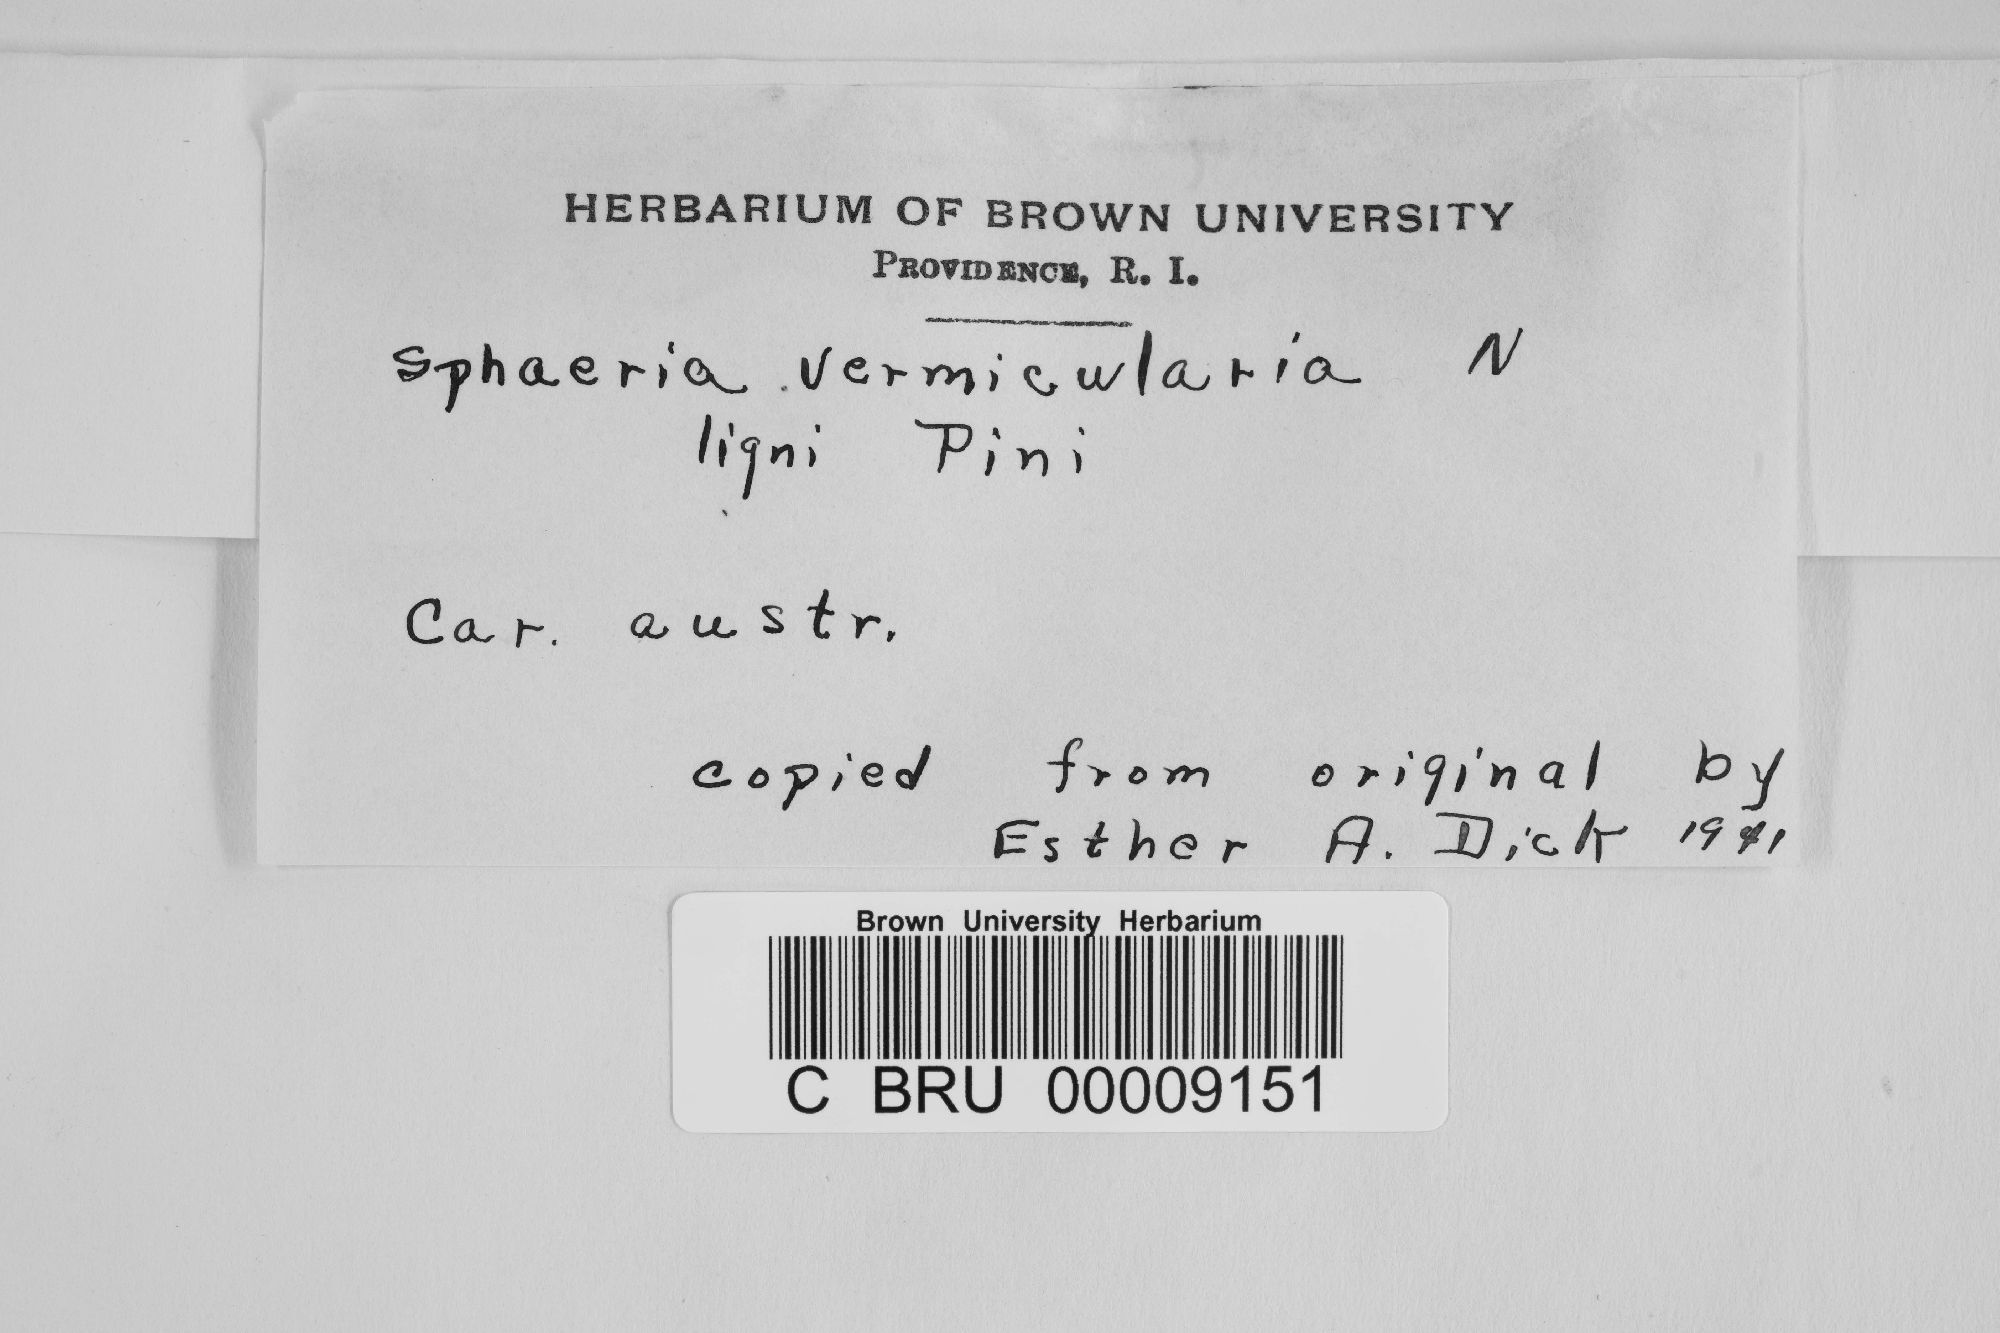 HERBARIUM OF BROWN UNIVERSITY
PROVIDENCE, R. I.
Sphaeria vermicularia N
ligni Pini
Car. austr.
copied from original by
Esther A. Dick 1941
Brown University Herbarium
C BRU 00009151